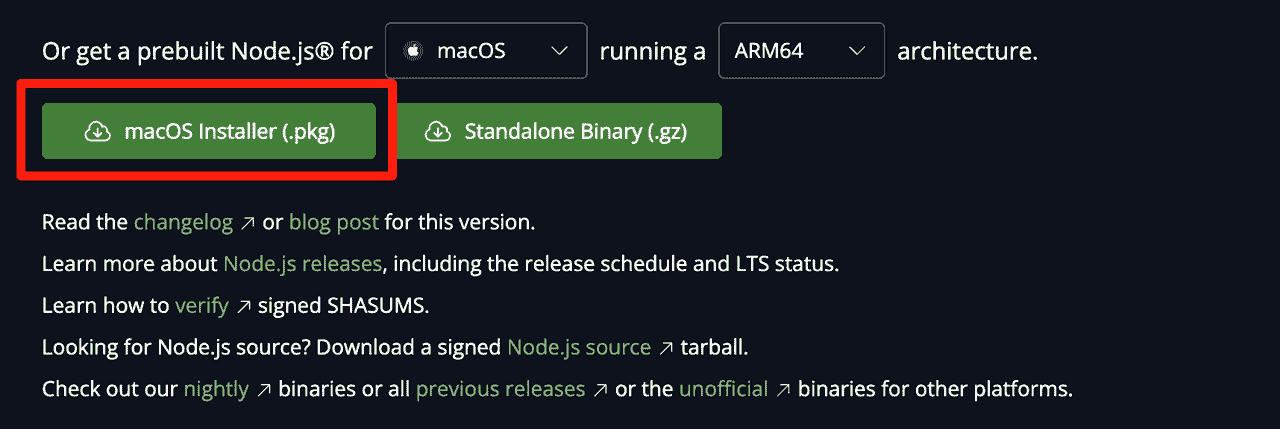 Or get a prebuilt Node.js® for macOS running a ARM64 architecture.
macOS Installer (.pkg) Standalone Binary (.gz)
Read the changelog ↗ or blog post for this version.
Learn more about Node.js releases, including the release schedule and LTS status.
Learn how to verify ↗ signed SHASUMS.
Looking for Node.js source? Download a signed Node.js source ↗ tarball.
Check out our nightly ↗ binaries or all previous releases ↗ or the unofficial ↗ binaries for other platforms.